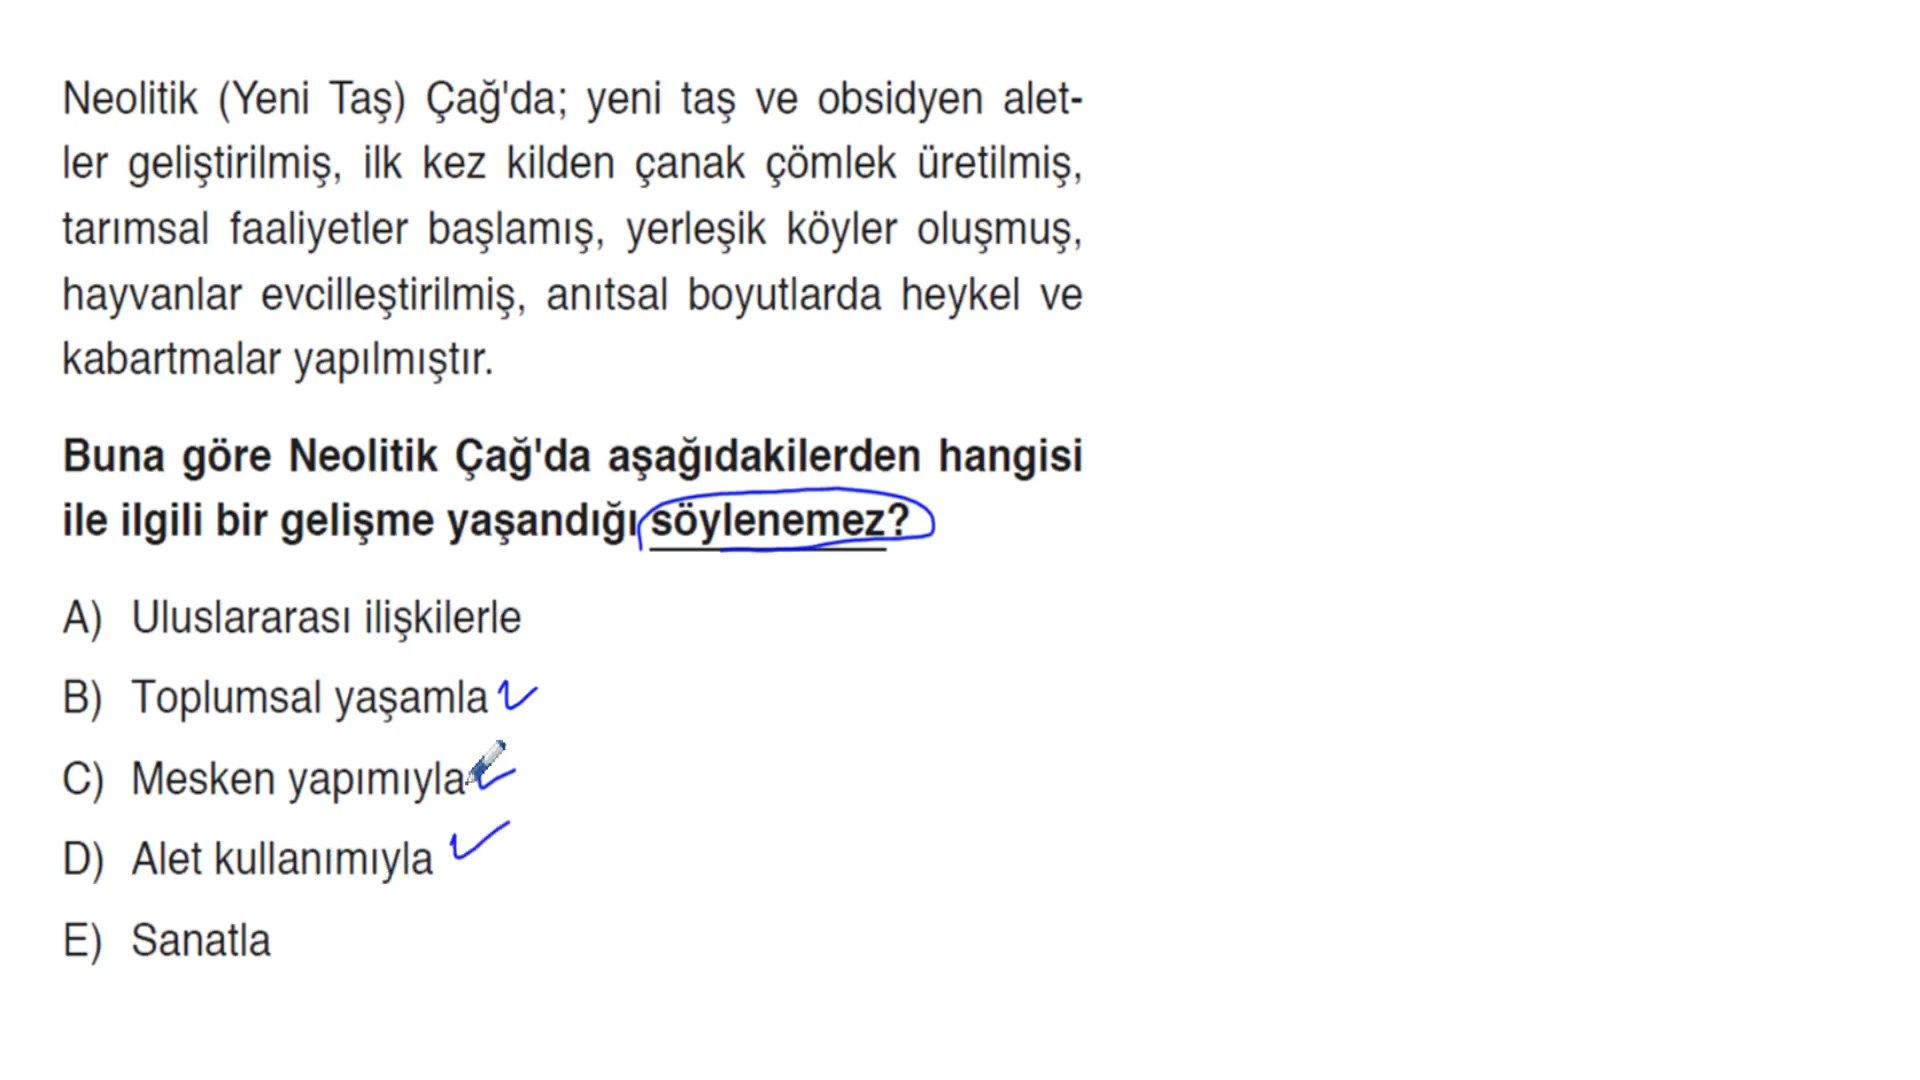 Neolitik (Yeni Taş) Çağ'da; yeni taş ve obsidyen alet-
ler geliştirilmiş, ilk kez kilden çanak çömlek üretilmiş,
tarımsal faaliyetler başlamış, yerleşik köyler oluşmuş,
hayvanlar evcilleştirilmiş, anıtsal boyutlarda heykel ve
kabartmalar yapılmıştır.
Buna göre Neolitik Çağ'da aşağıdakilerden hangisi
ile ilgili bir gelişme yaşandığı söylenemez?
A) Uluslararası ilişkilerle
B) Toplumsal yaşamla
C) Mesken yapımıyla
D) Alet kullanımıyla
E) Sanatla